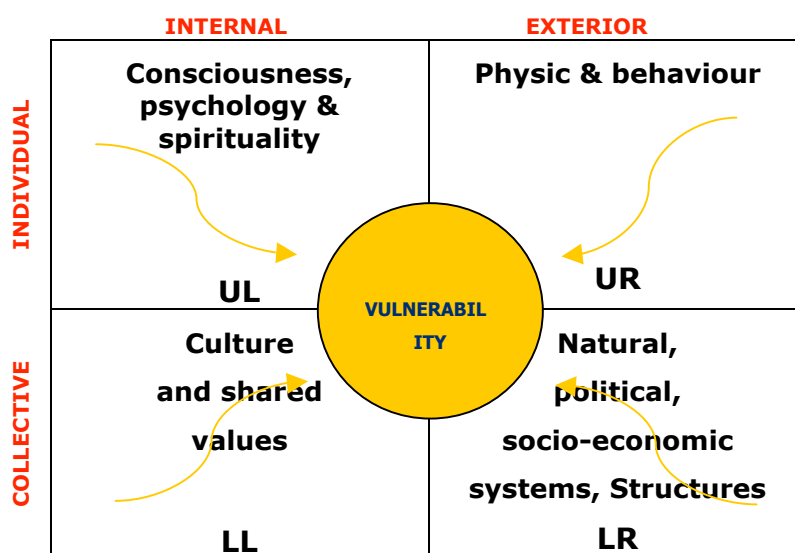 INTERNAL
EXTERIOR
INDIVIDUAL
Consciousness,
psychology &
spirituality
UL
Physic & behaviour
UR
VULNERABIL
ITY
COLLECTIVE
Culture
and shared
values
LL
Natural,
political,
socio-economic
systems, Structures
LR